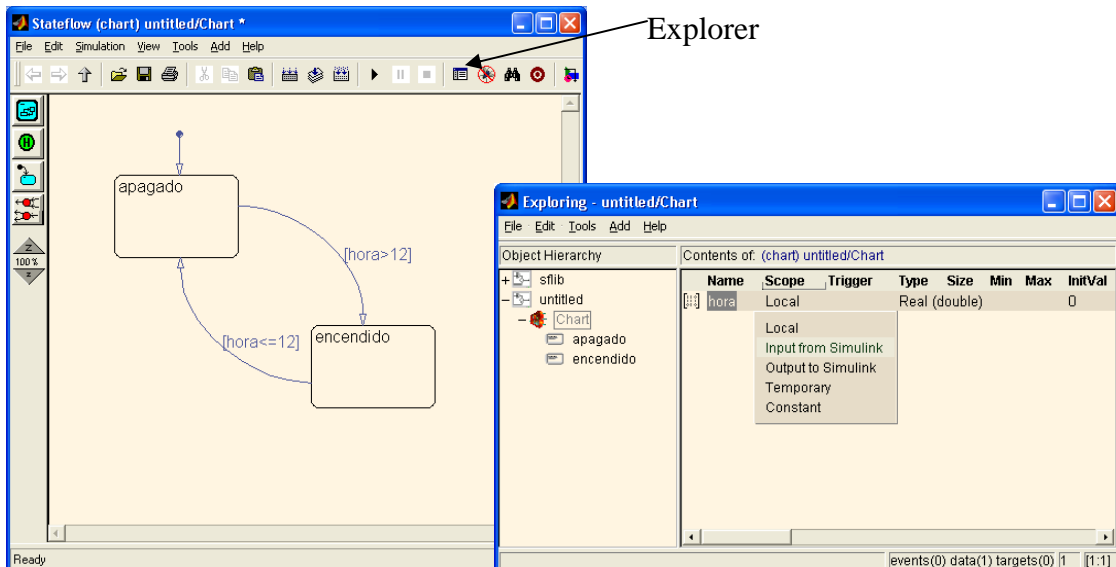 Stateflow (chart) untitled/Chart *
File Edit Simulation View Tools Add Help
Explorer
Z
100 %
Z
apagado
[hora>12]
[hora<=12]
encendido
Ready
Exploring - untitled/Chart
File Edit Tools Add Help
Object Hierarchy
Contents of: (chart) untitled/Chart
sflib
untitled
Chart
apagado
encendido
Name Scope Trigger Type Size Min Max InitVal
hora Local Real (double) 0
Local
Input from Simulink
Output to Simulink
Temporary
Constant
events(0) data(1) targets(0) 1 [1:1]